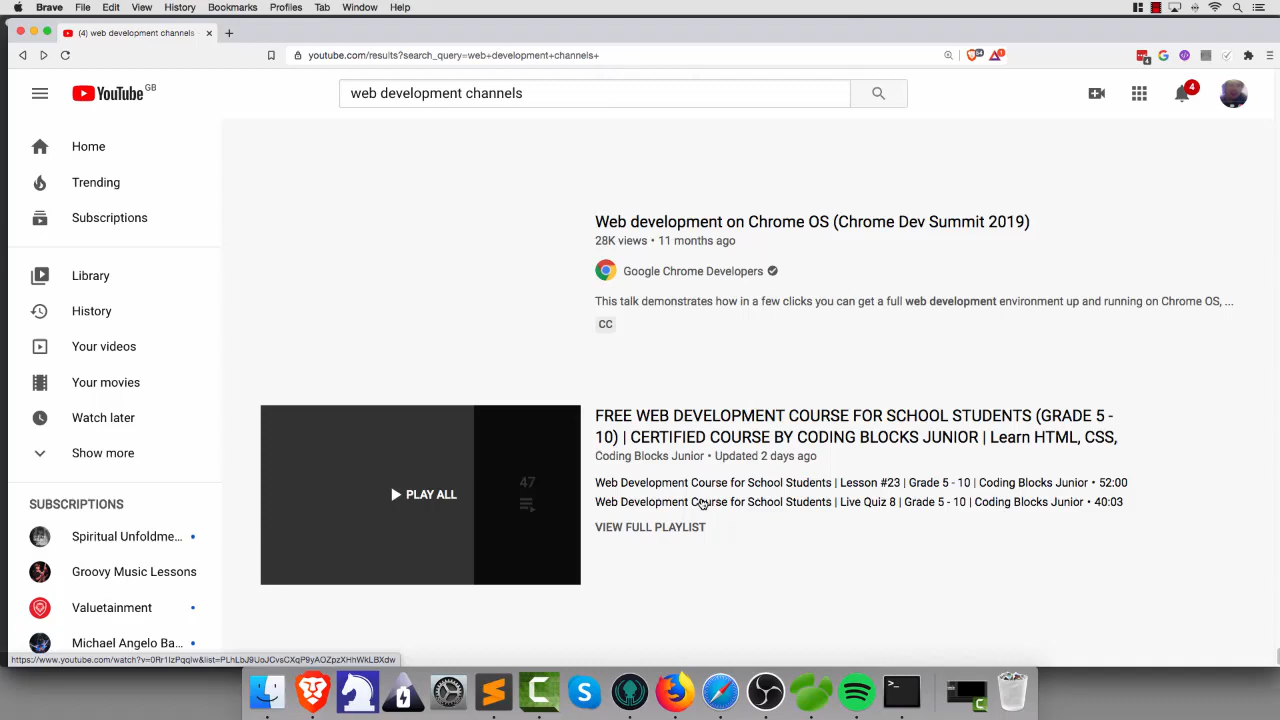 Brave File Edit View History Bookmarks Profiles Tab Window Help
(4) web development channels
youtube.com/results?search_query=web+development+channels+
54
1
4
YouTube GB
web development channels
4
Home
Trending
Subscriptions
Library
History
Your videos
Your movies
Watch later
Show more
SUBSCRIPTIONS
Spiritual Unfoldme...
Groovy Music Lessons
Valuetainment
Michael Angelo Ba...
Web development on Chrome OS (Chrome Dev Summit 2019)
28K views • 11 months ago
Google Chrome Developers
This talk demonstrates how in a few clicks you can get a full web development environment up and running on Chrome OS, ...
CC
PLAY ALL
47
FREE WEB DEVELOPMENT COURSE FOR SCHOOL STUDENTS (GRADE 5 -
10) | CERTIFIED COURSE BY CODING BLOCKS JUNIOR | Learn HTML, CSS,
Coding Blocks Junior • Updated 2 days ago
Web Development Course for School Students | Lesson #23 | Grade 5 - 10 | Coding Blocks Junior • 52:00
Web Development Course for School Students | Live Quiz 8 | Grade 5 - 10 | Coding Blocks Junior • 40:03
VIEW FULL PLAYLIST